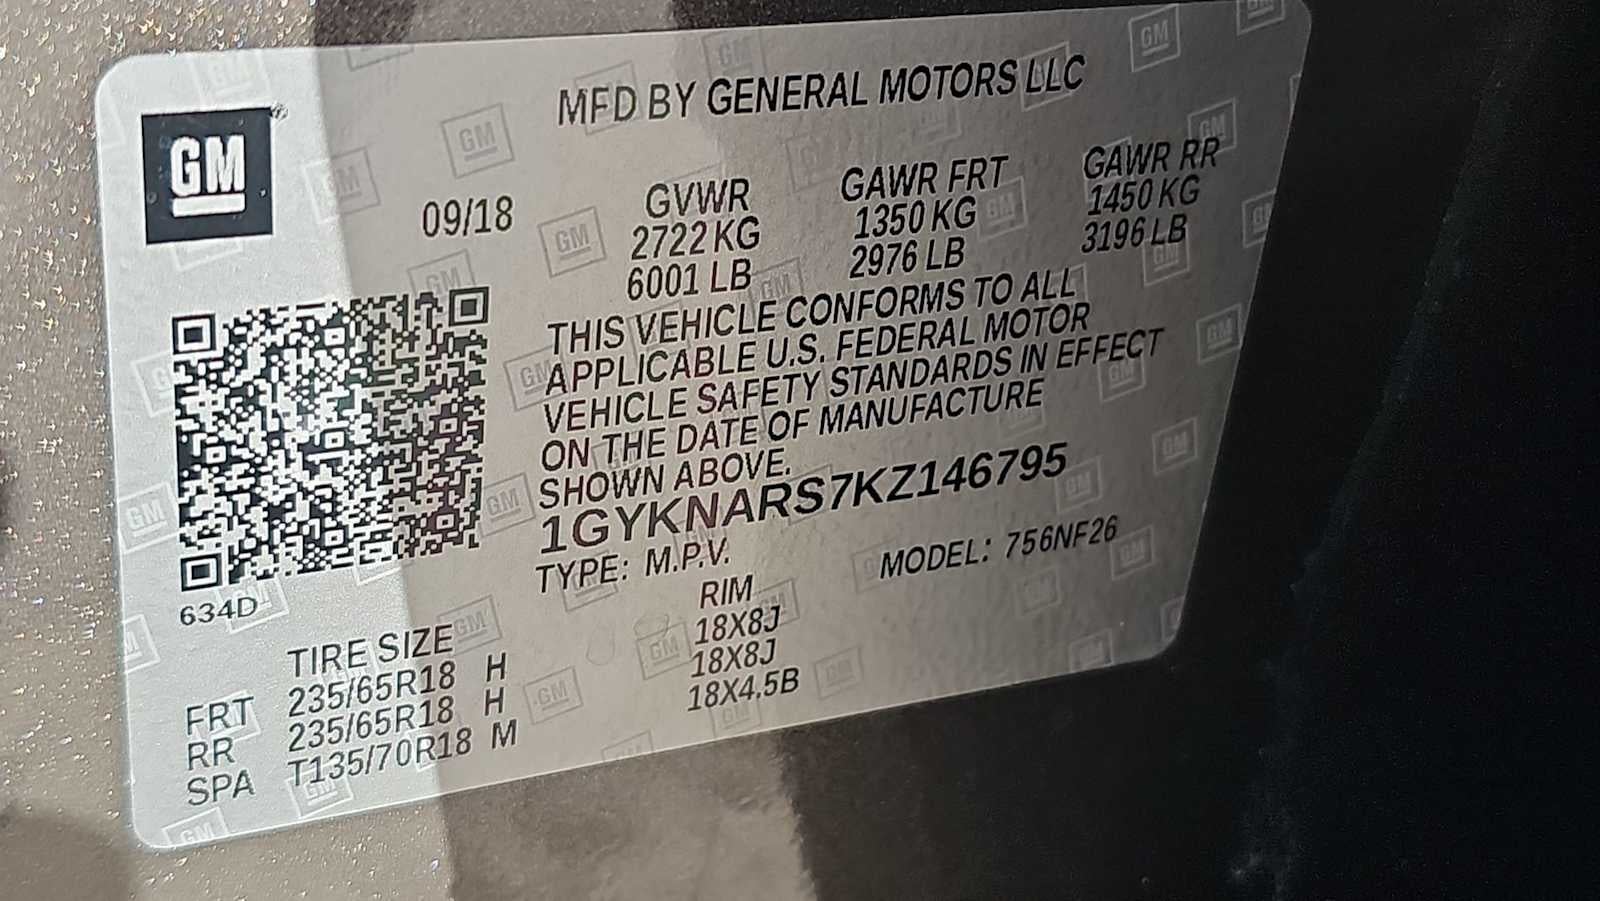 GM
MFD BY GENERAL MOTORS LLC
09/18
GVWR
2722 KG
6001 LB
GAWR FRT
1350 KG
2976 LB
GAWR RR
1450 KG
3196 LB
THIS VEHICLE CONFORMS TO ALL
APPLICABLE U.S. FEDERAL MOTOR
VEHICLE SAFETY STANDARDS IN EFFECT
ON THE DATE OF MANUFACTURE
SHOWN ABOVE.
1GYKNARS7KZ146795
TYPE: M.P.V. MODEL: 756NF26
634D
TIRE SIZE RIM
FRT 235/65R18 H 18X8J
RR 235/65R18 H 18X8J
SPA T135/70R18 M 18X4.5B